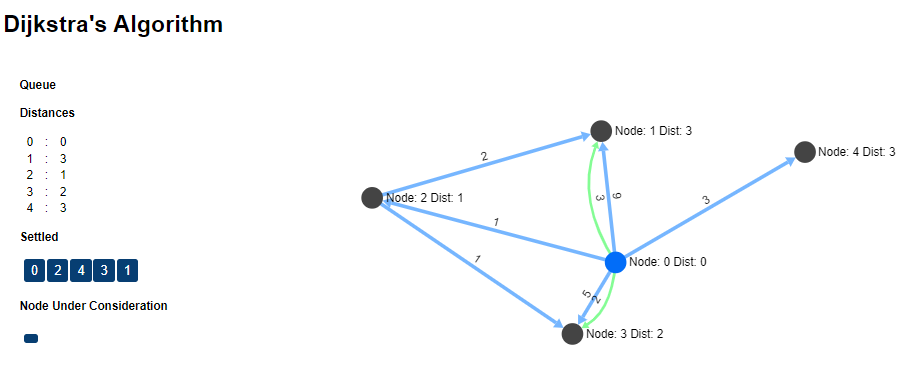 Dijkstra's Algorithm
Queue
Distances
0 : 0
1 : 3
2 : 1
3 : 2
4 : 3
Settled
0 2 4 3 1
Node Under Consideration
Node: 1 Dist: 3
Node: 4 Dist: 3
2
Node: 2 Dist: 1
3
9
3
1
Node: 0 Dist: 0
1
5
2
Node: 3 Dist: 2